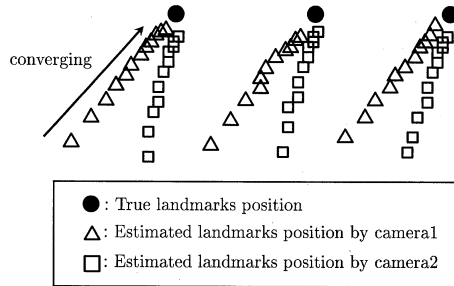 converging
: True landmarks position
: Estimated landmarks position by camera1
: Estimated landmarks position by camera2